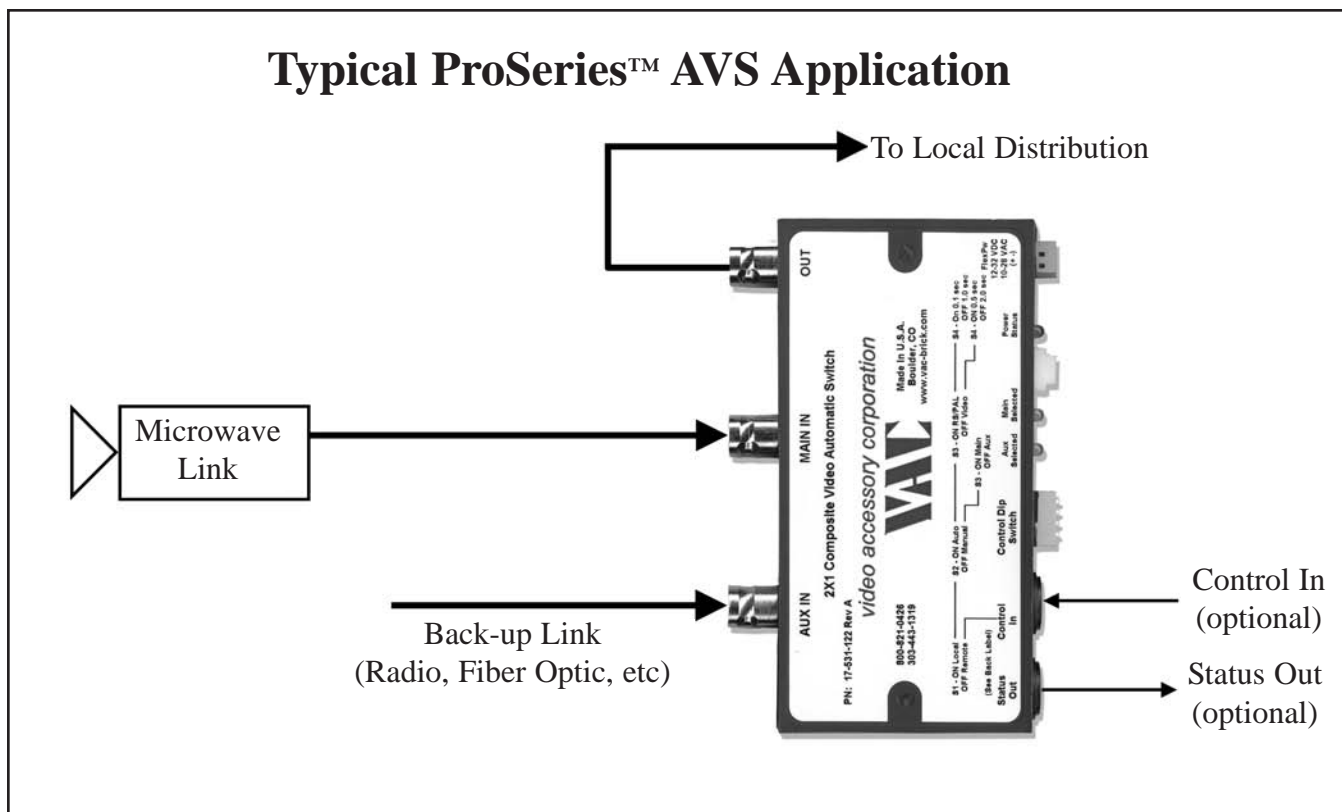 Typical ProSeries™ AVS Application
To Local Distribution
Microwave
Link
Back-up Link
(Radio, Fiber Optic, etc)
Control In
(optional)
Status Out
(optional)
OUT
MAIN IN
AUX IN
2X1 Composite Video Automatic Switch
PN: 17-531-122 Rev A
video accessory corporation
VAC
Made In U.S.A.
Boulder, CO
www.vac-brick.com
800-821-0426
303-443-1319
S1 - ON Local
OFF Remote
(See Back Label)
S2 - ON Auto
OFF Manual
S3 - ON RS/PAL
OFF Video
S3 - ON Main
OFF Aux
S4 - On 0.1 sec
OFF 1.0 sec
S4 - ON 0.5 sec
OFF 2.0 sec
FlexPwr
12-32 VDC
10-28 VAC
(+ -)
Power
Status
Main
Selected
Aux
Selected
Control Dip
Switch
Control
In
Status
Out